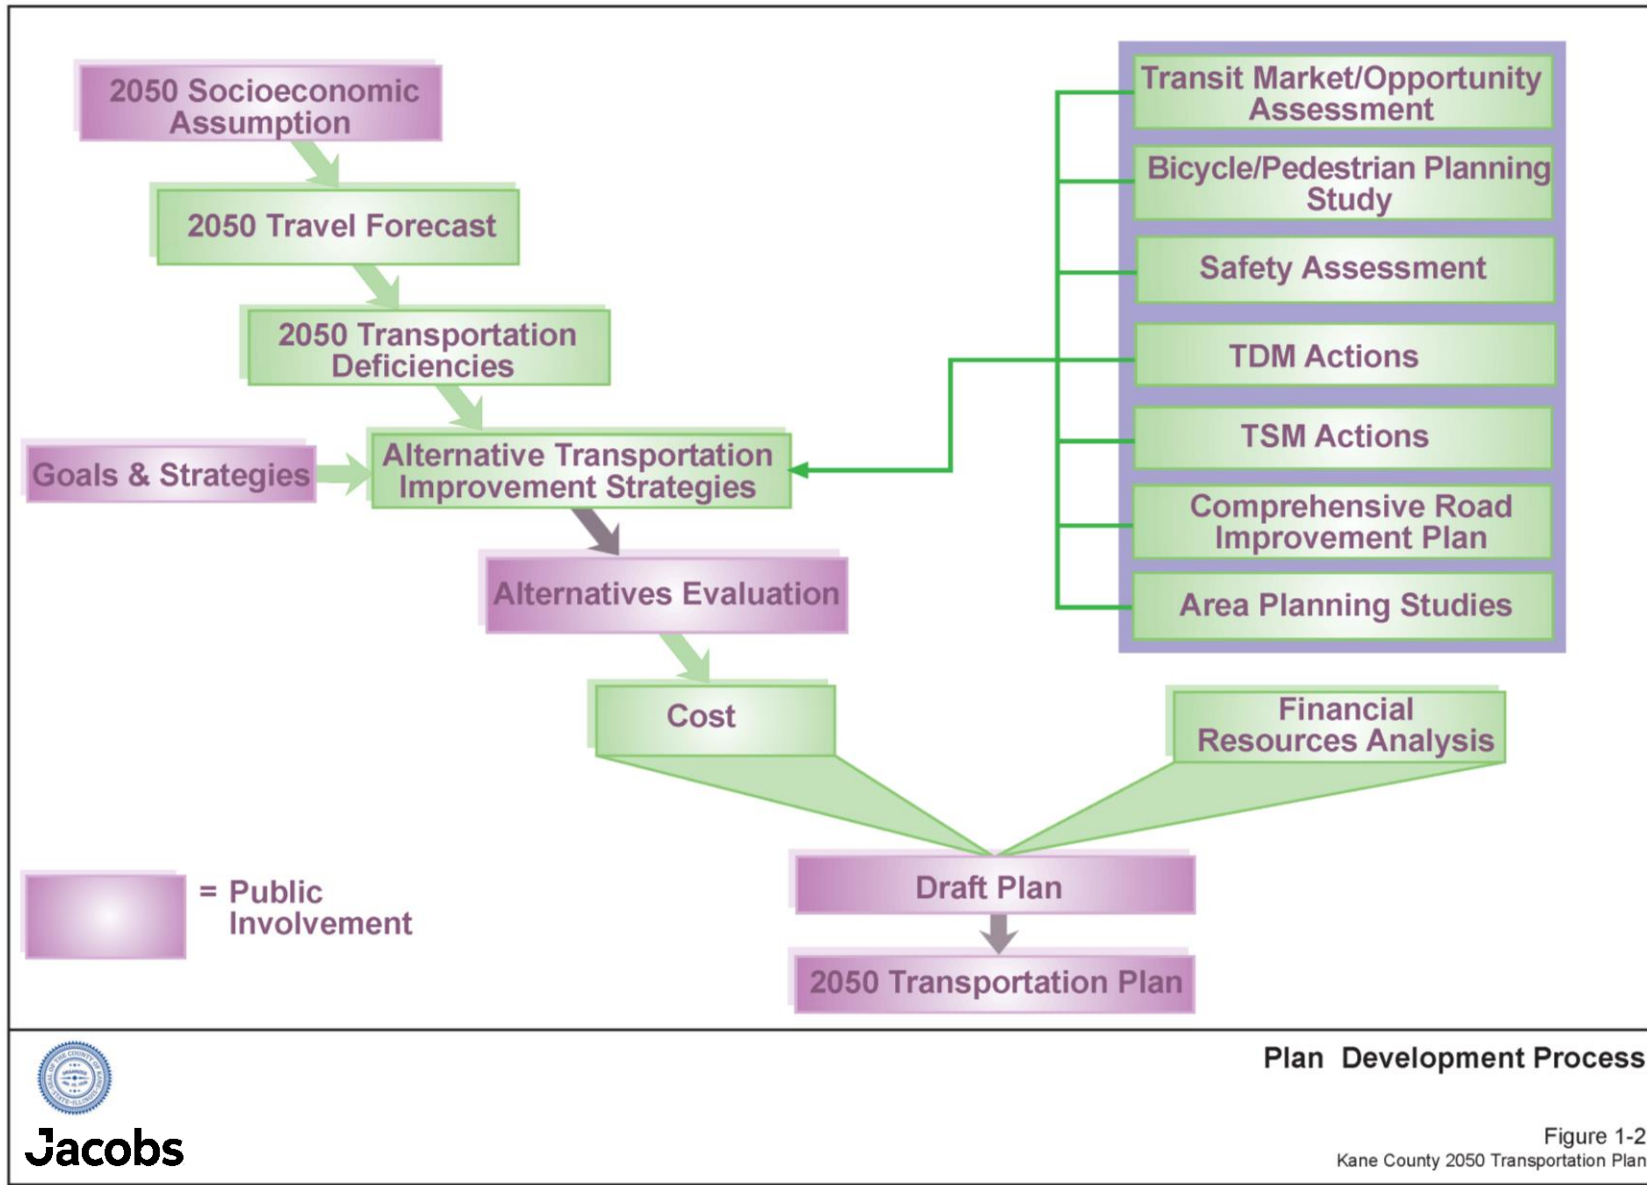 2050 Socioeconomic
Assumption
2050 Travel Forecast
2050 Transportation
Deficiencies
Goals & Strategies
Alternative Transportation
Improvement Strategies
Alternatives Evaluation
Cost
Transit Market/Opportunity
Assessment
Bicycle/Pedestrian Planning
Study
Safety Assessment
TDM Actions
TSM Actions
Comprehensive Road
Improvement Plan
Area Planning Studies
Financial
Resources Analysis
Draft Plan
2050 Transportation Plan
= Public
Involvement
Plan Development Process
Jacobs
Figure 1-2
Kane County 2050 Transportation Plan